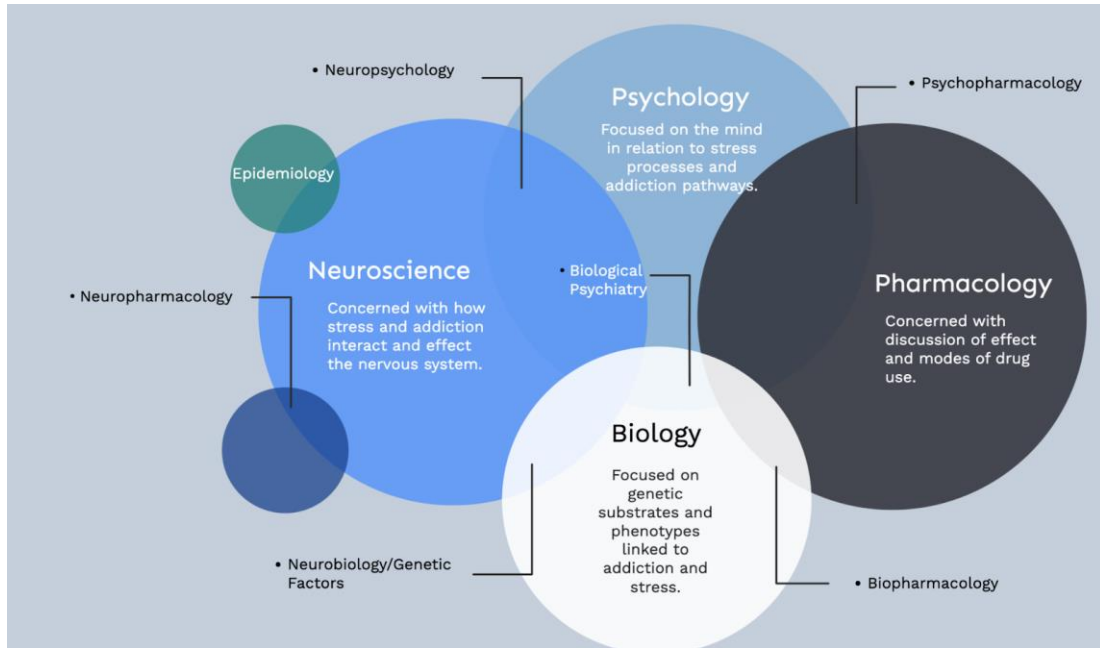 • Neuropsychology
Psychology
Focused on the mind
in relation to stress
processes and
addiction pathways.
• Psychopharmacology
Epidemiology
Neuroscience
Concerned with how
stress and addiction
interact and effect
the nervous system.
• Biological
Psychiatry
Pharmacology
Concerned with
discussion of effect
and modes of drug
use.
• Neuropharmacology
Biology
Focused on
genetic
substrates and
phenotypes
linked to
addiction and
stress.
• Neurobiology/Genetic
Factors
• Biopharmacology